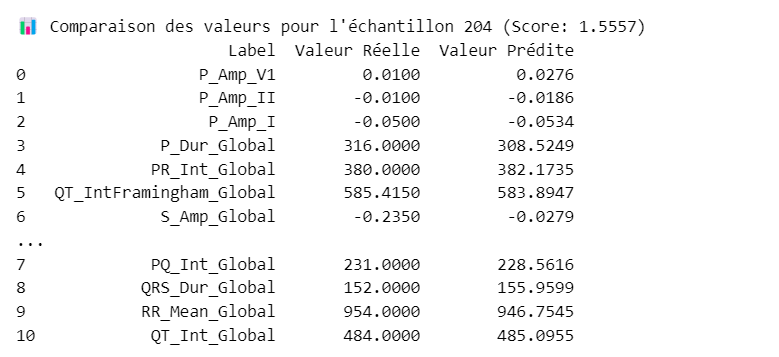 📊 Comparaison des valeurs pour l'échantillon 204 (Score: 1.5557)
Label Valeur Réelle Valeur Prédite
0 P_Amp_V1 0.0100 0.0276
1 P_Amp_II -0.0100 -0.0186
2 P_Amp_I -0.0500 -0.0534
3 P_Dur_Global 316.0000 308.5249
4 PR_Int_Global 380.0000 382.1735
5 QT_IntFramingham_Global 585.4150 583.8947
6 S_Amp_Global -0.2350 -0.0279
...
7 PQ_Int_Global 231.0000 228.5616
8 QRS_Dur_Global 152.0000 155.9599
9 RR_Mean_Global 954.0000 946.7545
10 QT_Int_Global 484.0000 485.0955